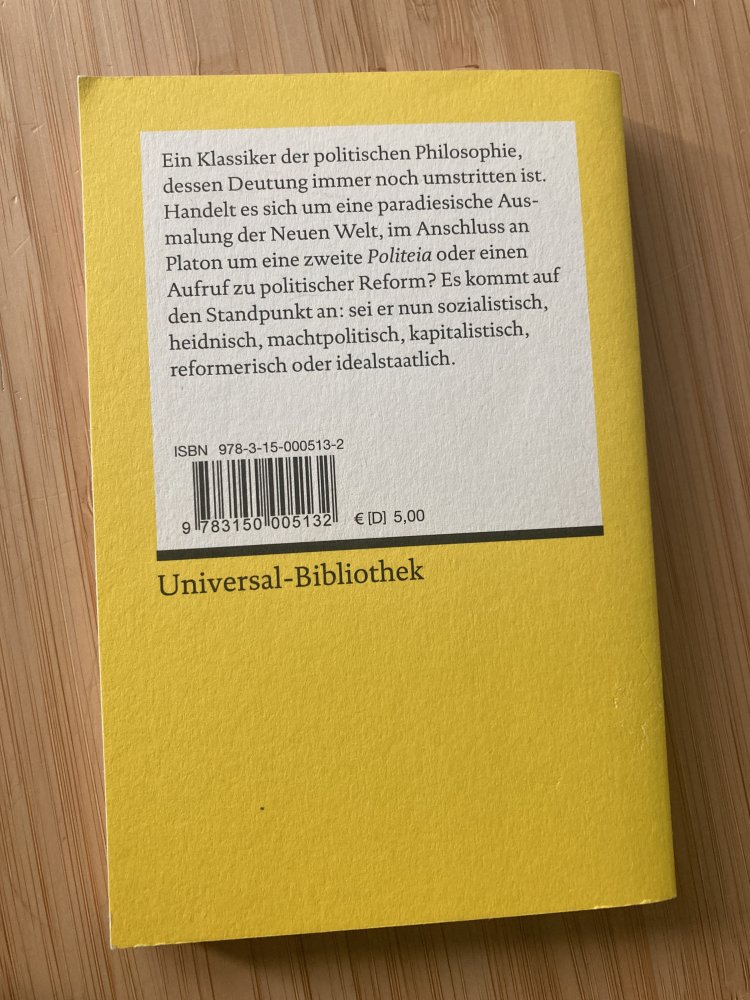 Ein Klassiker der politischen Philosophie,
dessen Deutung immer noch umstritten ist.
Handelt es sich um eine paradiesische Aus-
malung der Neuen Welt, im Anschluss an
Platon um eine zweite Politeia oder einen
Aufruf zu politischer Reform? Es kommt auf
den Standpunkt an: sei er nun sozialistisch,
heidnisch, machtpolitisch, kapitalistisch,
reformerisch oder idealstaatlich.
ISBN 978-3-15-000513-2
9 783150 005132 € [D] 5,00
Universal-Bibliothek